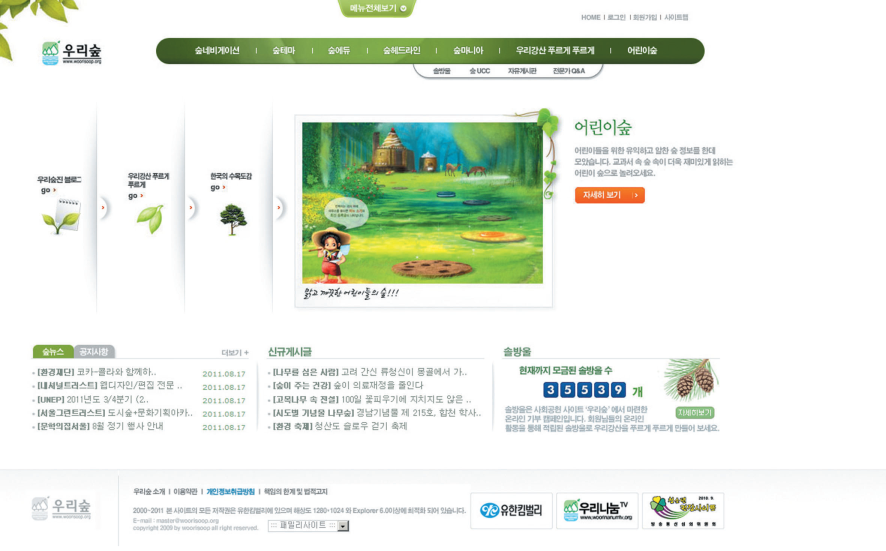 메뉴전체보기
HOME | 로그인 | 회원가입 | 사이트맵
우리숲
www.woorisoop.org
숲네비게이션 | 숲테마 | 숲에듀 | 숲헤드라인 | 숲마니아 | 우리강산 푸르게 푸르게 | 어린이숲
솔방울 숲 UCC 자유게시판 전문가 Q&A
우리숲진 블로그
go
우리강산 푸르게
푸르게
go
한국의 수목도감
go
맑고 깨끗한 어린이들의 숲!!!
어린이숲
어린이들을 위한 유익하고 알찬 숲 정보를 한데
모았습니다. 교과서 속 숲 속이 더욱 재미있게 읽히는
어린이 숲으로 놀러오세요.
자세히 보기
숲뉴스 공지사항 더보기 +
[환경재단] 코카-콜라와 함께하.. 2011.08.17
[내셔널트러스트] 웹디자인/편집 전문 .. 2011.08.17
[UNEP] 2011년도 3/4분기 (2.. 2011.08.17
[서울그린트러스트] 도시숲+문화기획아카.. 2011.08.17
[문학의집서울] 8월 정기 행사 안내 2011.08.17
신규게시글
[나무를 심은 사람] 고려 간신 류청신이 몽골에서 가..
[숲이 주는 건강] 숲이 의료재정을 줄인다
[고목나무 속 전설] 100일 꽃피우기에 지치지도 않은 ..
[시도별 기념물 나무숲] 경남기념물 제 215호, 합천 학사..
[환경 축제] 청산도 슬로우 걷기 축제
솔방울
현재까지 모금된 솔방울 수
35539 개
솔방울은 사회공헌 사이트 '우리숲' 에서 마련한
온라인 기부 캠페인입니다. 회원님들의 온라인
활동을 통해 적립된 솔방울로 우리강산을 푸르게 푸르게 만들어 보세요.
자세히보기
우리숲
우리숲 소개 | 이용약관 | 개인정보취급방침 | 책임의 한계 및 법적고지
2000-2011 본 사이트의 모든 저작권은 유한킴벌리에 있으며 해상도 1280*1024 와 Explorer 6.0이상에 최적화 되어 있습니다.
E-mail : master@woorisoop.org
copyright 2009 by woorisoop.org all right reserved.
::: 패밀리사이트 :::
유한킴벌리
우리나눔TV
청소년 권장사이트
방송통신심의위원회